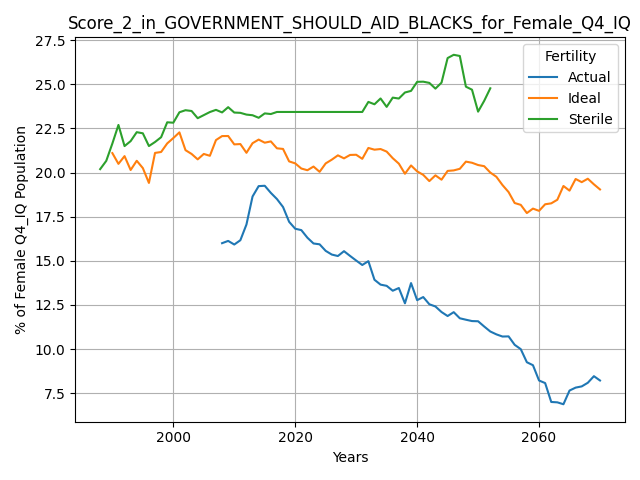 Score_2_in_GOVERNMENT_SHOULD_AID_BLACKS_for_Female_Q4_IQ
27.5
25.0
22.5
20.0
17.5
15.0
12.5
10.0
7.5
% of Female Q4_IQ Population
Fertility
Actual
Ideal
Sterile
2000 2020 2040 2060
Years